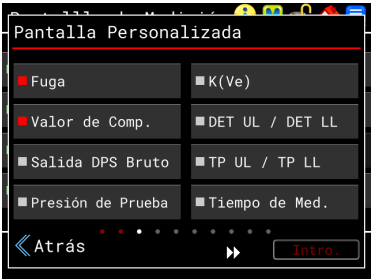 Pantalla Personalizada
Fuga
K(Ve)
Valor de Comp.
DET UL / DET LL
Salida DPS Bruto
TP UL / TP LL
Presión de Prueba
Tiempo de Med.
Atrás
Intro.